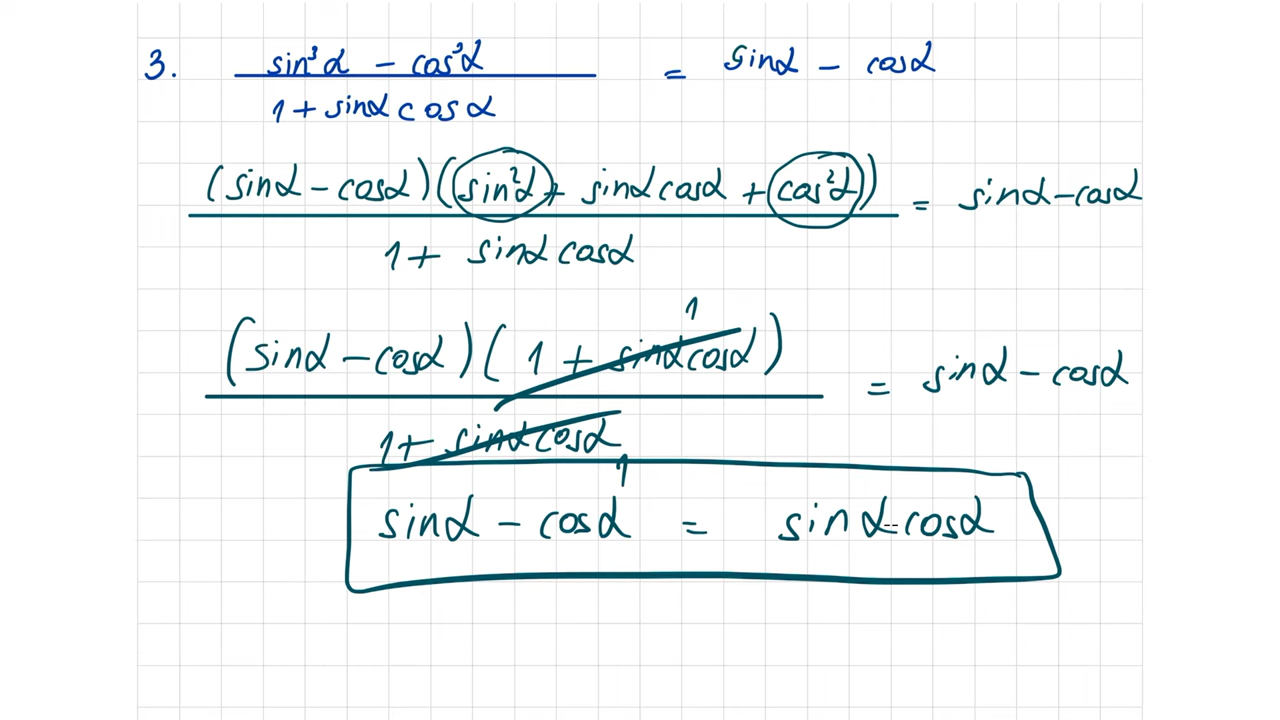 3. (sin³α - cos³α)/(1 + sinα cosα) = sinα - cosα
((sinα - cosα)(sin²α + sinα cosα + cos²α))/(1 + sinα cosα) = sinα - cosα
1
((sinα - cosα)(1 + sinα cosα))/(1 + sinα cosα) = sinα - cosα
1
sinα - cosα = sinα - cosα